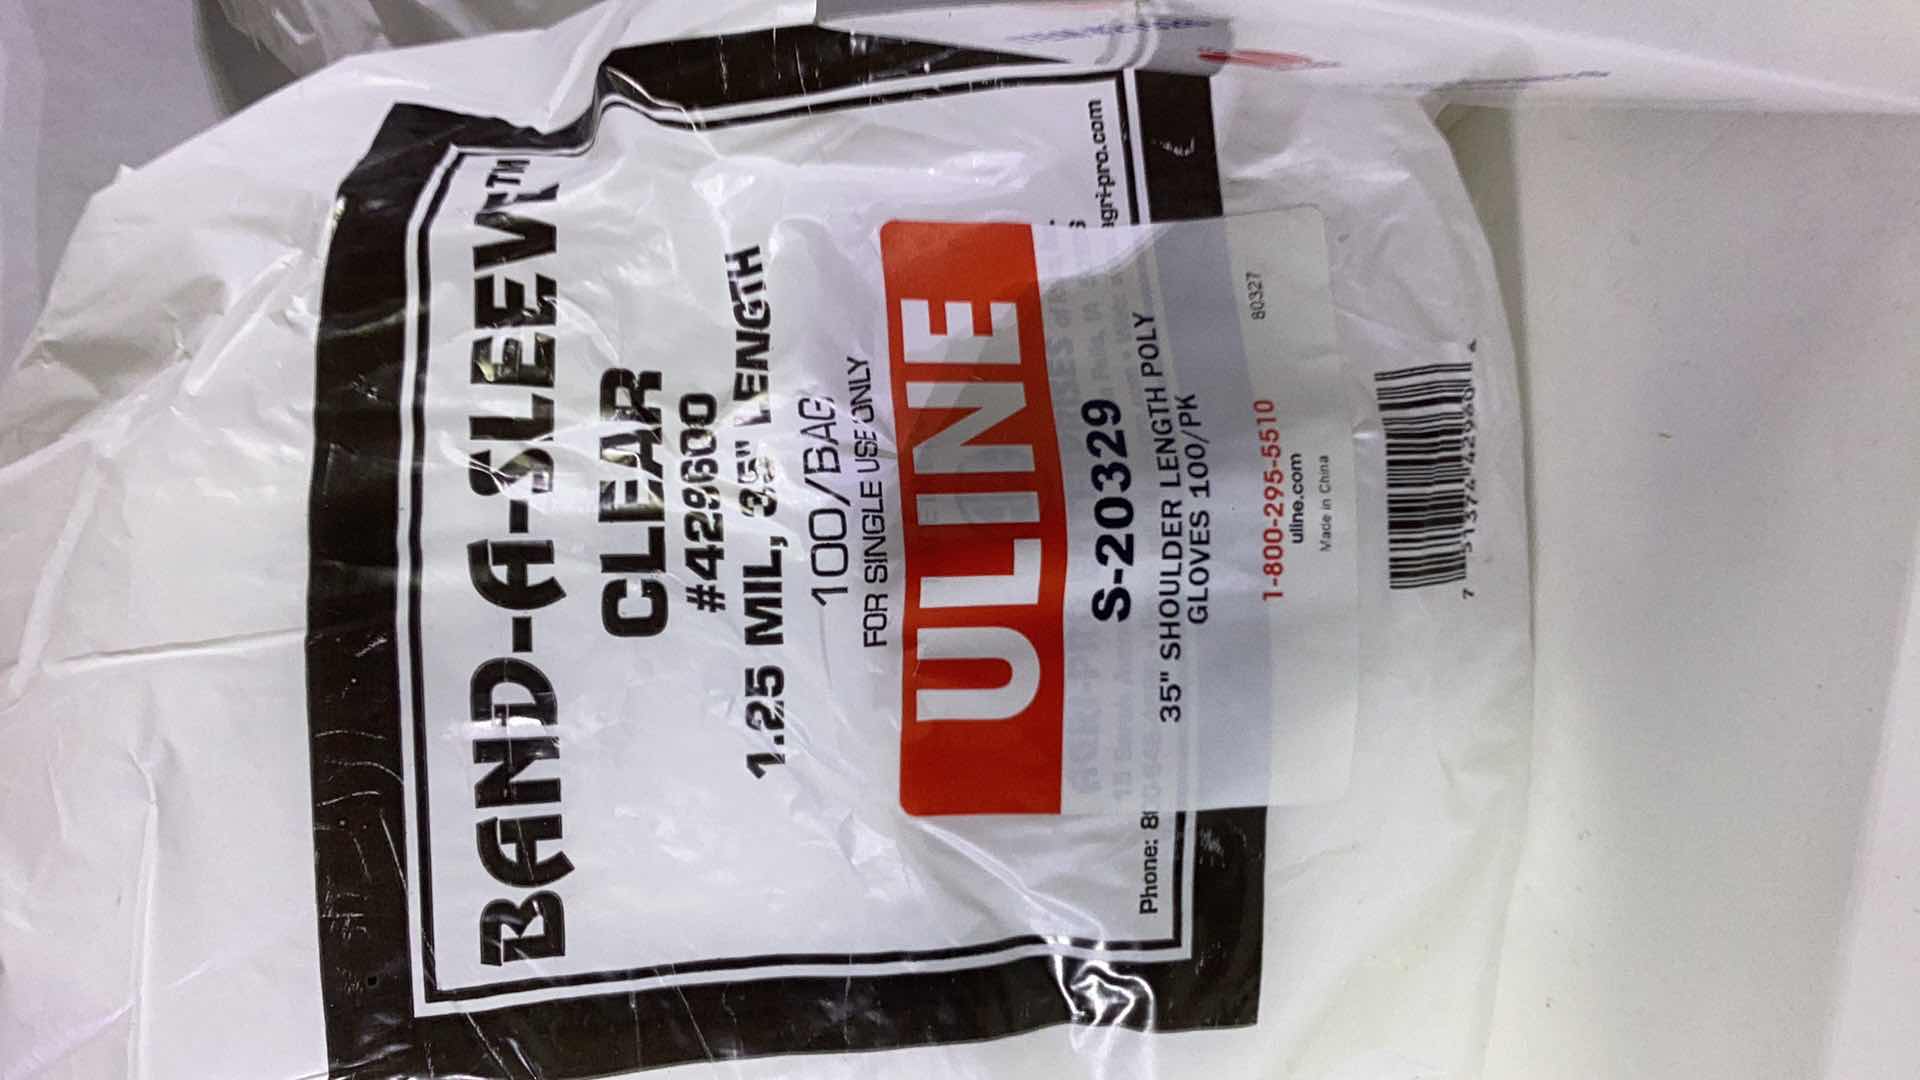 BAND-A-SLEEV™
CLEAR
#429600
1.25 MIL, 35" LENGTH
100/BAG
FOR SINGLE USE ONLY
ULINE
S-20329
35" SHOULDER LENGTH POLY
GLOVES 100/PK
Phone:
agri-pro.com
80327
1-800-295-5510
uline.com
Made in China